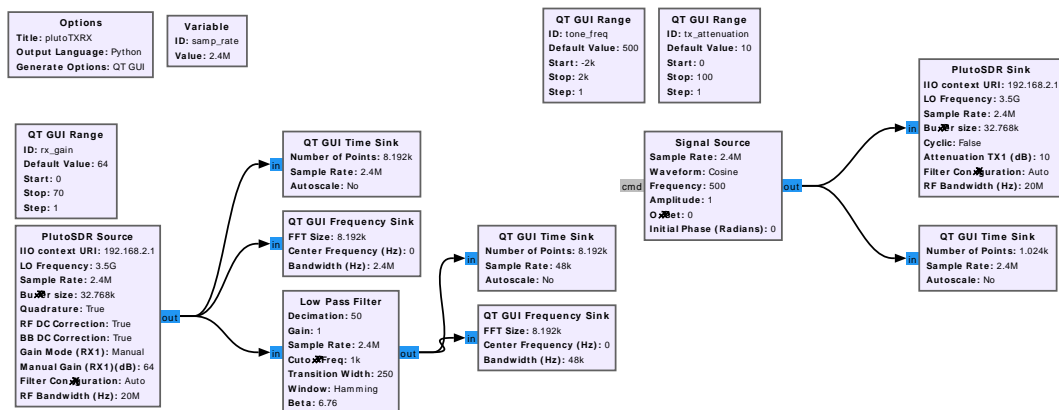 Options
Title: plutoTXRX
Output Language: Python
Generate Options: QT GUI
Variable
ID: samp_rate
Value: 2.4M
QT GUI Range
ID: tone_freq
Default Value: 500
Start: -2k
Stop: 2k
Step: 1
QT GUI Range
ID: tx_attenuation
Default Value: 10
Start: 0
Stop: 100
Step: 1
PlutoSDR Sink
IIO context URI: 192.168.2.1
LO Frequency: 3.5G
Sample Rate: 2.4M
size: 32.768k
Cyclic: False
Attenuation TX1 (dB): 10
Filter
Auto
RF Bandwidth (Hz): 20M
in
QT GUI Range
ID: rx_gain
Default Value: 64
Start: 0
Stop: 70
Step: 1
QT GUI Time Sink
Number of Points: 8.192k
Sample Rate: 2.4M
Autoscale: No
in
Signal Source
Sample Rate: 2.4M
Waveform: Cosine
Frequency: 500
Amplitude: 1
0
Initial Phase (Radians): 0
cmd
out
PlutoSDR Source
IIO context URI: 192.168.2.1
LO Frequency: 3.5G
Sample Rate: 2.4M
size: 32.768k
Quadrature: True
RF DC Correction: True
BB DC Correction: True
Gain Mode (RX1): Manual
Manual Gain (RX1)(dB): 64
Filter
Auto
RF Bandwidth (Hz): 20M
out
QT GUI Frequency Sink
FFT Size: 8.192k
Center Frequency (Hz): 0
Bandwidth (Hz): 2.4M
in
QT GUI Time Sink
Number of Points: 8.192k
Sample Rate: 48k
Autoscale: No
in
QT GUI Time Sink
Number of Points: 1.024k
Sample Rate: 2.4M
Autoscale: No
in
Low Pass Filter
Decimation: 50
Gain: 1
Sample Rate: 2.4M
Freq: 1k
Transition Width: 250
Window: Hamming
Beta: 6.76
in
out
QT GUI Frequency Sink
FFT Size: 8.192k
Center Frequency (Hz): 0
Bandwidth (Hz): 48k
in